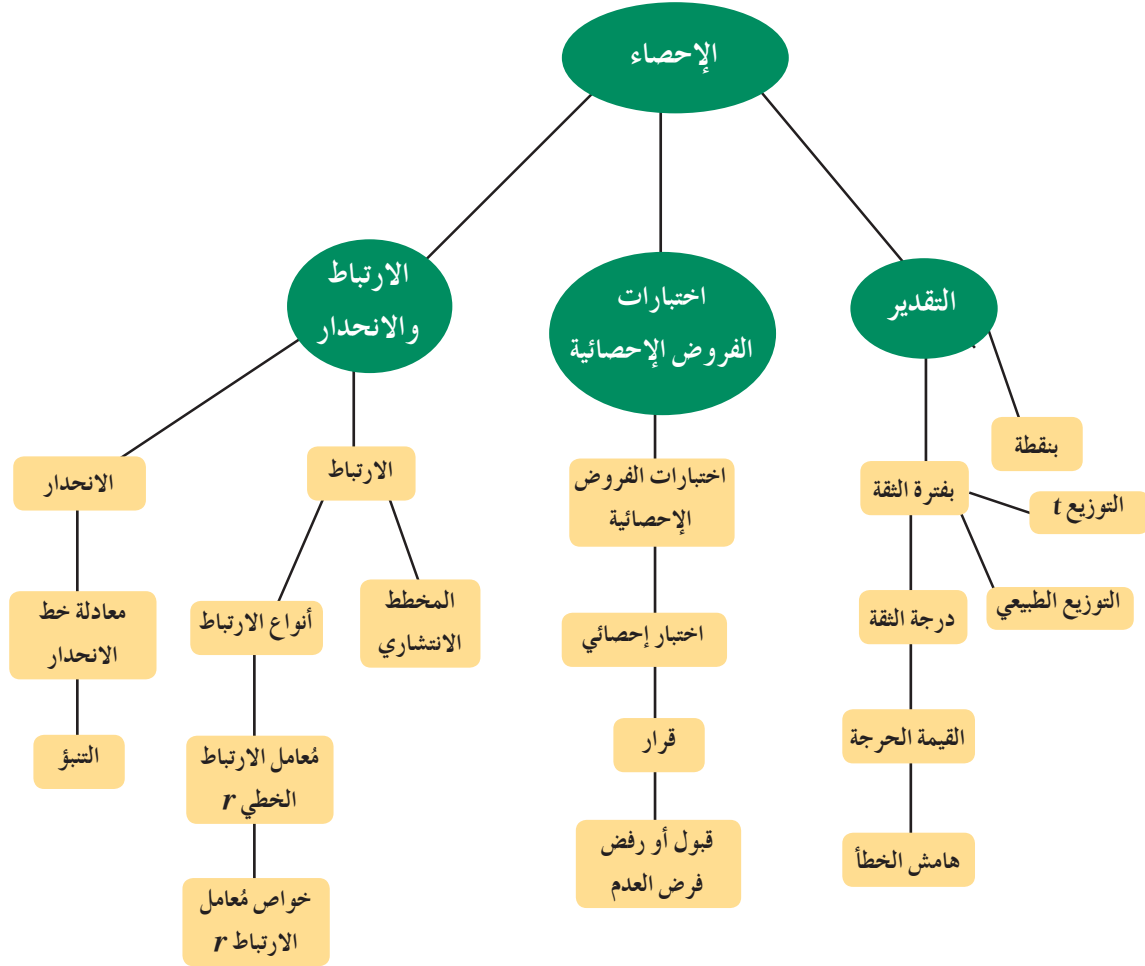 الإحصاء
التقدير
بنقطة
بفترة الثقة
التوزيع t
التوزيع الطبيعي
درجة الثقة
القيمة الحرجة
هامش الخطأ
اختبارات
الفروض الإحصائية
اختبارات الفروض
الإحصائية
اختبار إحصائي
قرار
قبول أو رفض
فرض العدم
الارتباط
والانحدار
الارتباط
المخطط
الانتشاري
أنواع الارتباط
مُعامل الارتباط
الخطي r
خواص مُعامل
الارتباط r
الانحدار
معادلة خط
الانحدار
التنبؤ